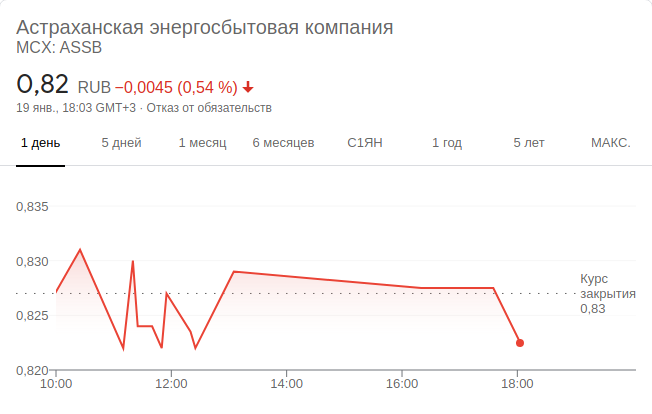 Астраханская энергосбытовая компания
MCX: ASSB
0,82 RUB −0,0045 (0,54 %)
19 янв., 18:03 GMT+3 · Отказ от обязательств
1 день 5 дней 1 месяц 6 месяцев С1ЯН 1 год 5 лет МАКС.
0,835
0,830
Курс
закрытия
0,83
0,825
0,820
10:00 12:00 14:00 16:00 18:00